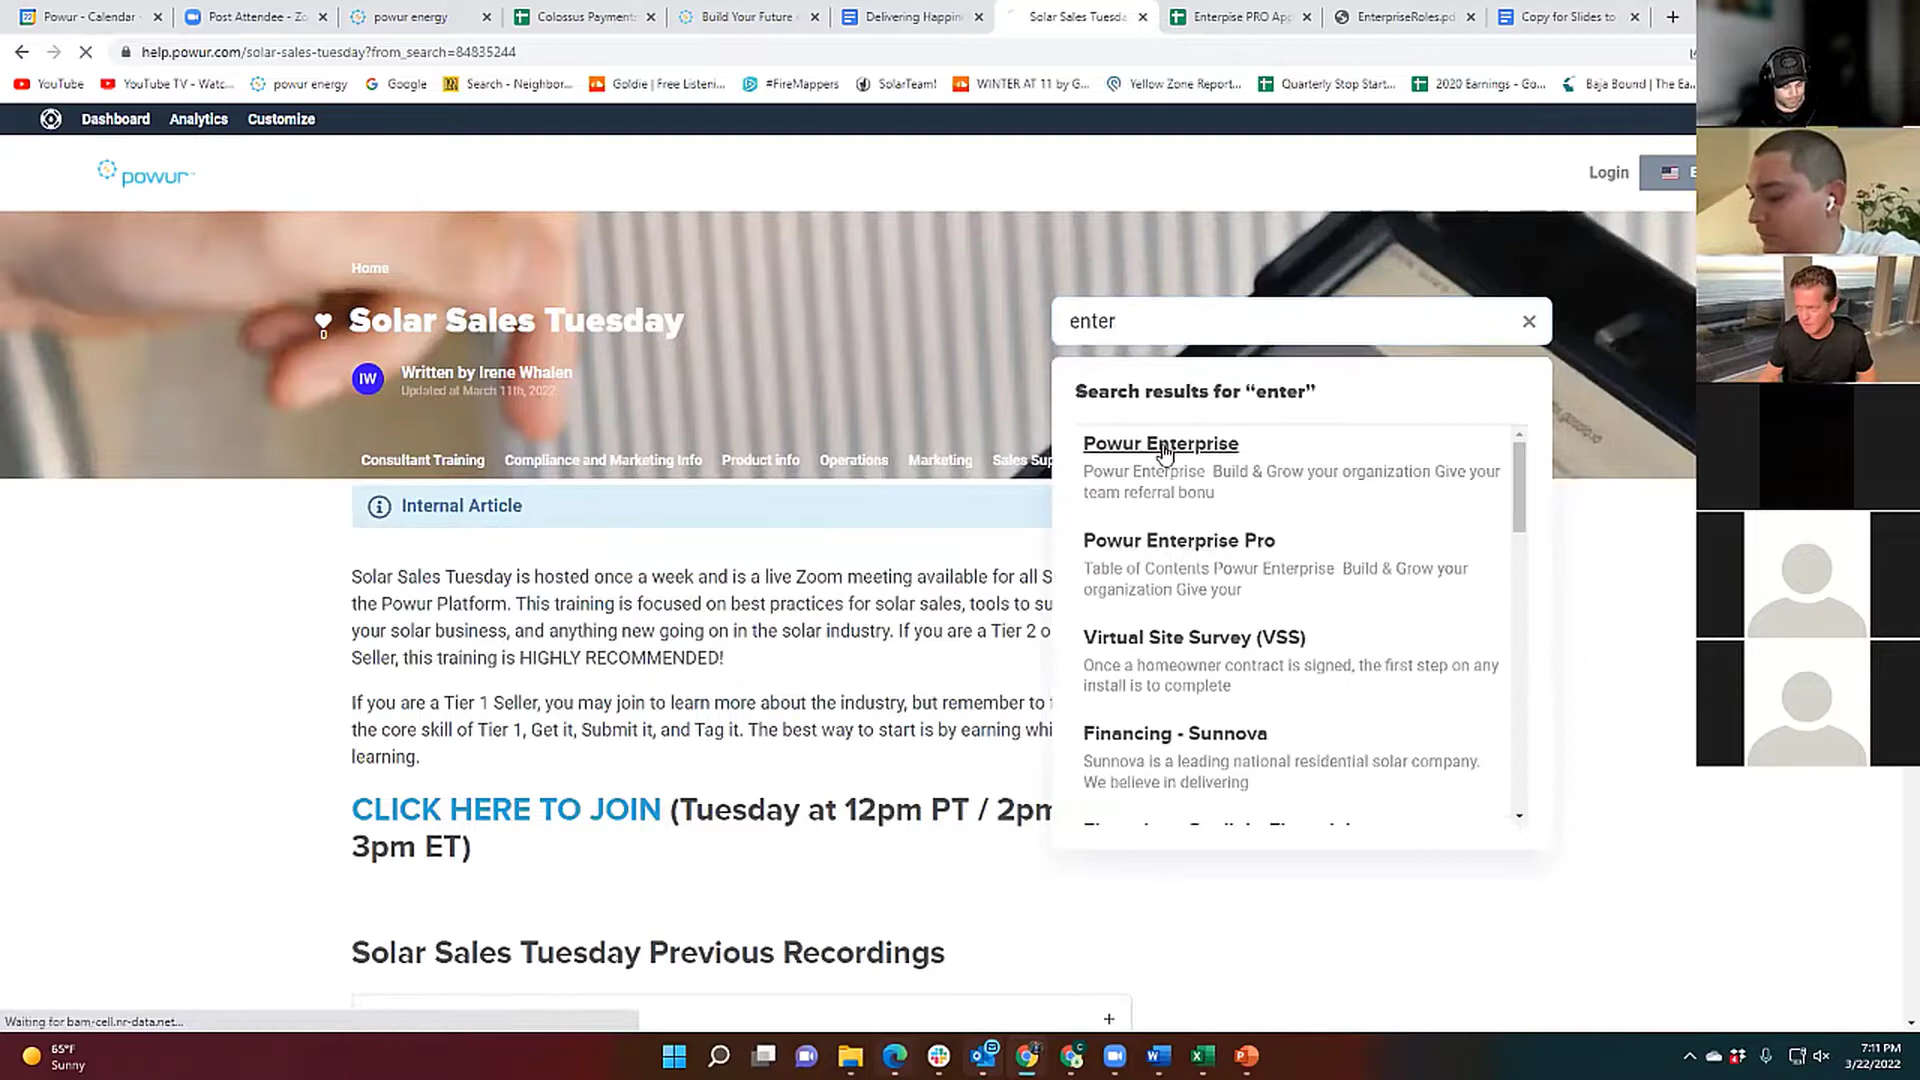 Powur - Calendar
Post Attendee - Zo
powur energy
Colossus Payment
Build Your Future
Delivering Happin
Solar Sales Tuesda
Enterpise PRO App
EnterpriseRoles.pd
Copy for Slides to
help.powur.com/solar-sales-tuesday?from_search=84835244
YouTube
YouTube TV - Watc...
powur energy
Google
Search - Neighbor...
Goldie | Free Listeni...
#FireMappers
SolarTeam!
WINTER AT 11 by G...
Yellow Zone Report...
Quarterly Stop Start...
2020 Earnings - Go...
Baja Bound | The Ea...
Dashboard
Analytics
Customize
powur
Login
E
Home
0
Solar Sales Tuesday
enter
IW
Written by Irene Whalen
Updated at March 11th, 2022
Search results for “enter”
Powur Enterprise
Powur Enterprise Build & Grow your organization Give your
team referral bonu
Consultant Training
Compliance and Marketing Info
Product info
Operations
Marketing
Sales Sup
Internal Article
Powur Enterprise Pro
Table of Contents Powur Enterprise Build & Grow your
organization Give your
Solar Sales Tuesday is hosted once a week and is a live Zoom meeting available for all S
the Powur Platform. This training is focused on best practices for solar sales, tools to su
your solar business, and anything new going on in the solar industry. If you are a Tier 2 o
Seller, this training is HIGHLY RECOMMENDED!
Virtual Site Survey (VSS)
Once a homeowner contract is signed, the first step on any
install is to complete
If you are a Tier 1 Seller, you may join to learn more about the industry, but remember to
the core skill of Tier 1, Get it, Submit it, and Tag it. The best way to start is by earning whi
learning.
Financing - Sunnova
Sunnova is a leading national residential solar company.
We believe in delivering
CLICK HERE TO JOIN (Tuesday at 12pm PT / 2pm
3pm ET)
Solar Sales Tuesday Previous Recordings
+
Waiting for bam-cell.nr-data.net...
65°F
Sunny
7:11 PM
3/22/2022